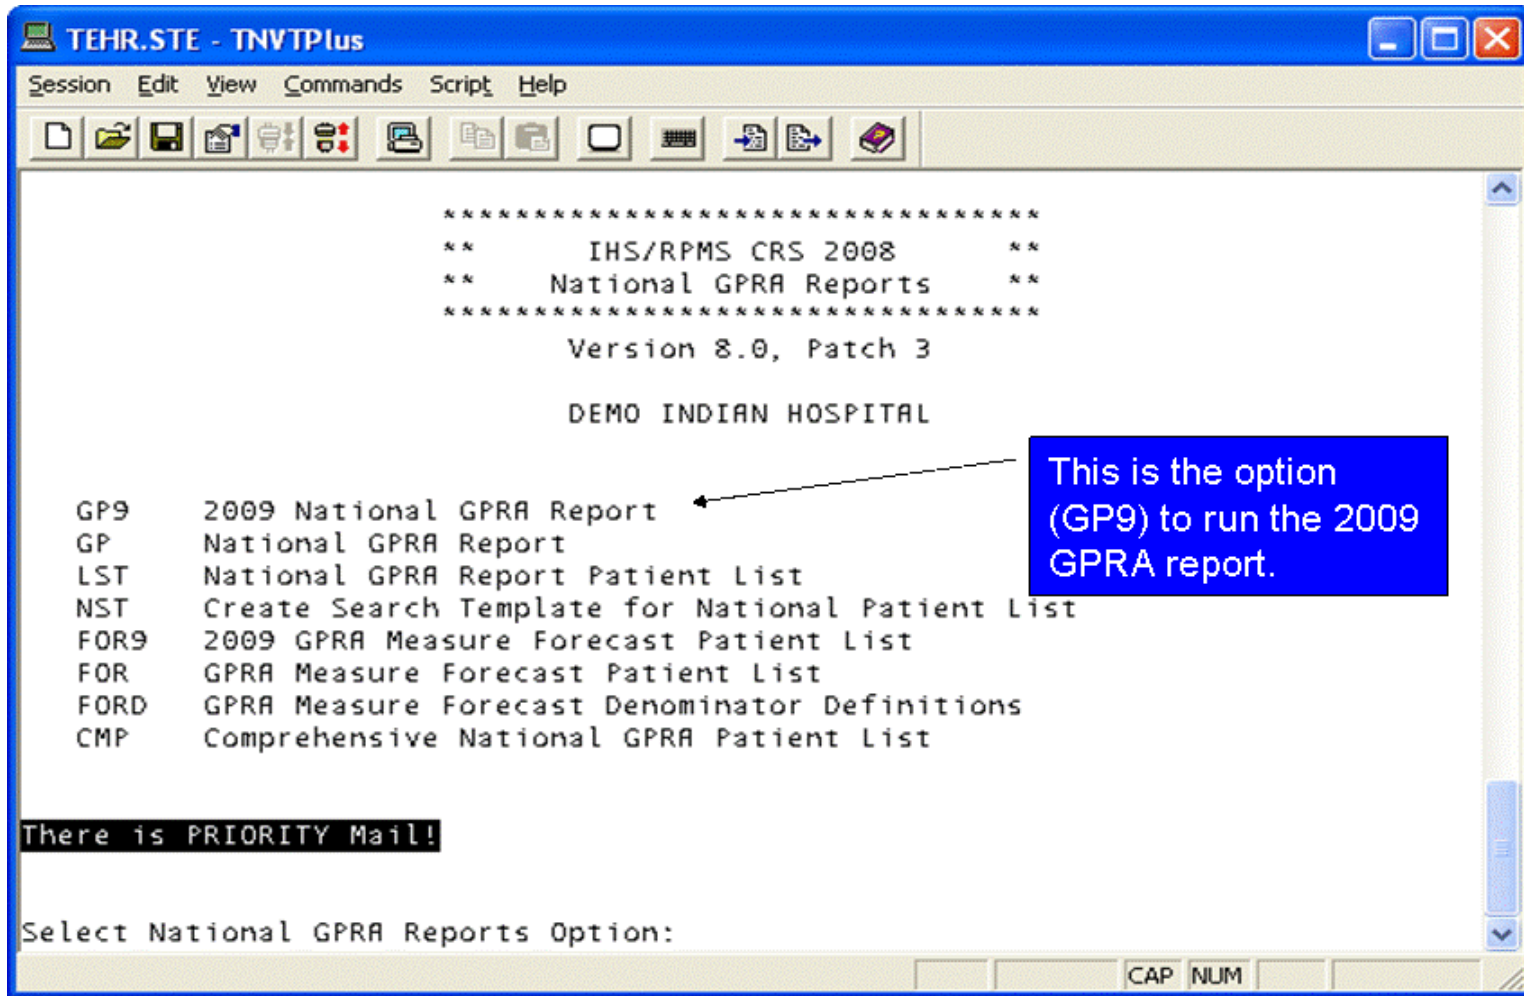 TEHR.STE - TNVTPlus
Session Edit View Commands Script Help
**********************************
** IHS/RPMS CRS 2008 **
** National GPRA Reports **
**********************************
Version 8.0, Patch 3
DEMO INDIAN HOSPITAL
This is the option
(GP9) to run the 2009
GPRA report.
GP9 2009 National GPRA Report
GP National GPRA Report
LST National GPRA Report Patient List
NST Create Search Template for National Patient List
FOR9 2009 GPRA Measure Forecast Patient List
FOR GPRA Measure Forecast Patient List
FORD GPRA Measure Forecast Denominator Definitions
CMP Comprehensive National GPRA Patient List
There is PRIORITY Mail!
Select National GPRA Reports Option:
CAP NUM